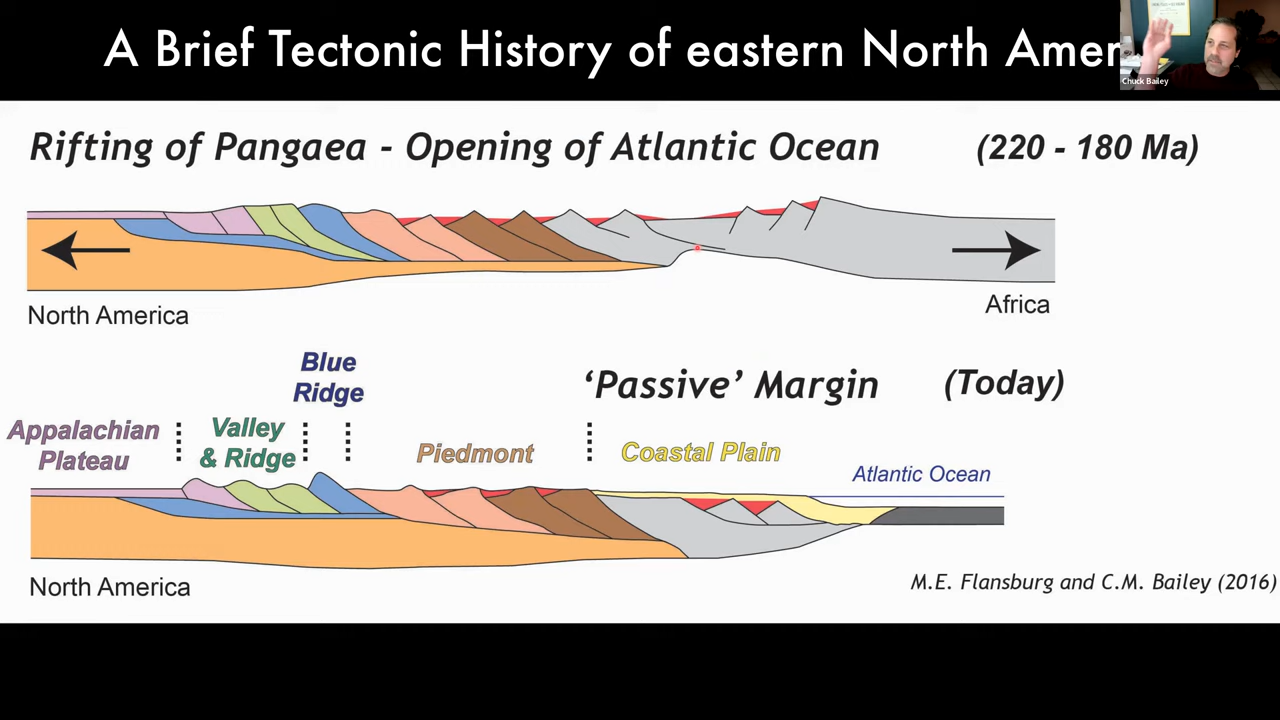 A Brief Tectonic History of eastern North Amer
Chuck Bailey
Rifting of Pangaea - Opening of Atlantic Ocean (220 - 180 Ma)
North America
Africa
Blue
Ridge
'Passive' Margin (Today)
Appalachian
Plateau
Valley
& Ridge
Piedmont
Coastal Plain
Atlantic Ocean
North America
M.E. Flansburg and C.M. Bailey (2016)